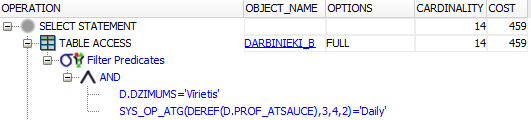 OPERATION OBJECT_NAME OPTIONS CARDINALITY COST
SELECT STATEMENT 14 459
TABLE ACCESS DARBINIEKI_B FULL 14 459
Filter Predicates
AND
D.DZIMUMS='Vīrietis'
SYS_OP_ATG(DEREF(D.PROF_ATSAUCE),3,4,2)='Daily'